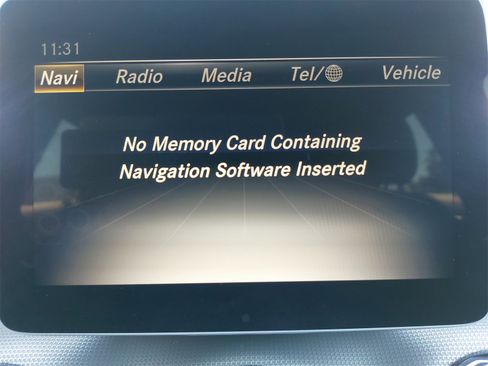 11:31
Navi Radio Media Tel/ Vehicle
No Memory Card Containing
Navigation Software Inserted